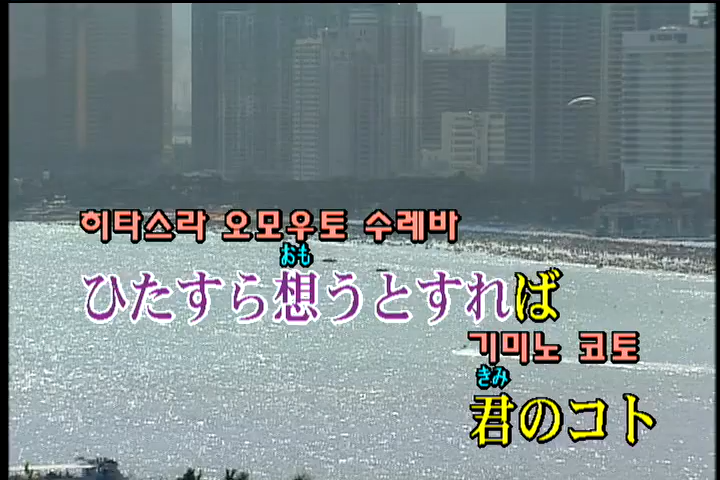 히타스라 오모우토 수레바
おも
ひたすら想うとすれば
기미노 코토
きみ
君のコト